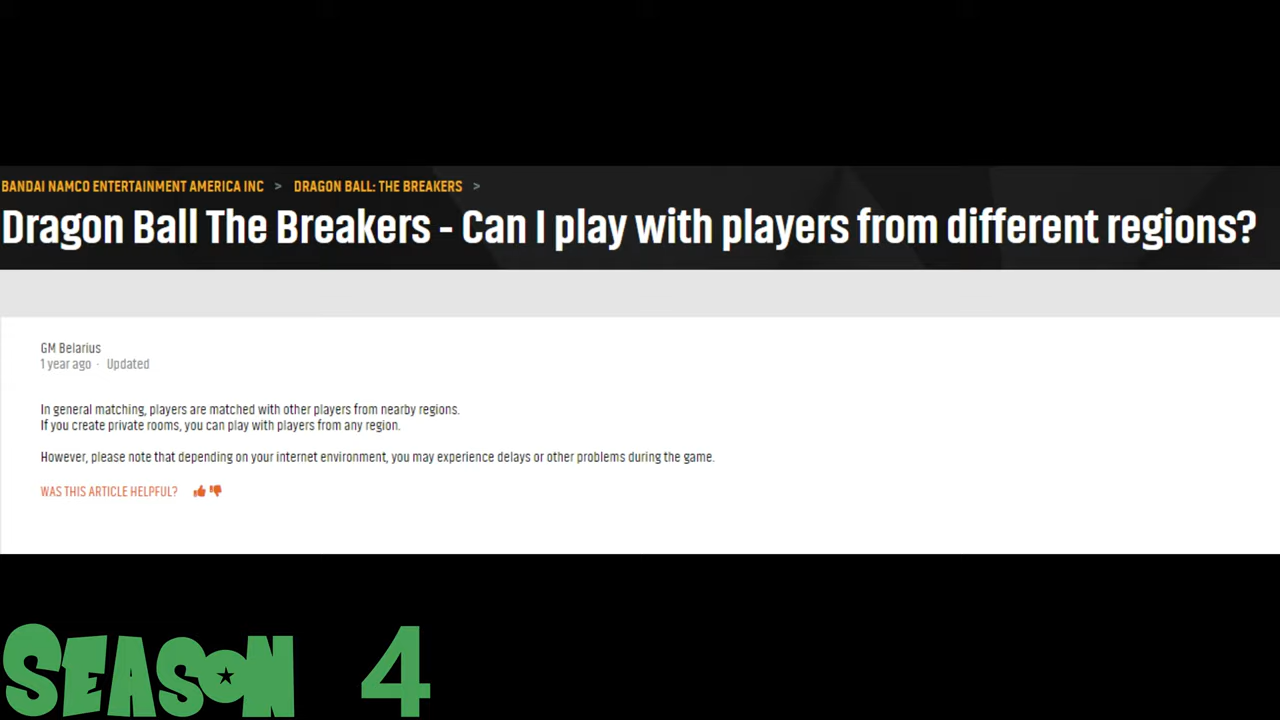 BANDAI NAMCO ENTERTAINMENT AMERICA INC > DRAGON BALL: THE BREAKERS >
Dragon Ball The Breakers - Can I play with players from different regions?
GM Belarius
1 year ago · Updated
In general matching, players are matched with other players from nearby regions.
If you create private rooms, you can play with players from any region.
However, please note that depending on your internet environment, you may experience delays or other problems during the game.
WAS THIS ARTICLE HELPFUL?
SEASON 4